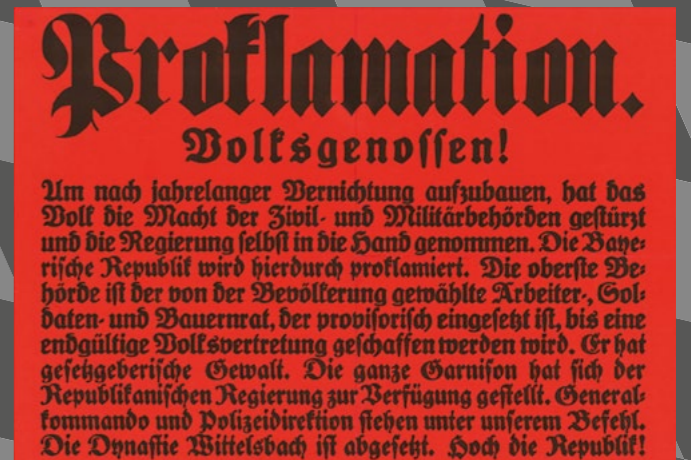 Proklamation.
Volksgenossen!
Um nach jahrelanger Vernichtung aufzubauen, hat das
Volk die Macht der Zivil- und Militärbehörden gestürzt
und die Regierung selbst in die Hand genommen. Die Baye-
rische Republik wird hierdurch proklamiert. Die oberste Be-
hörde ist der von der Bevölkerung gewählte Arbeiter-, Sol-
daten- und Bauernrat, der provisorisch eingesetzt ist, bis eine
endgültige Volksvertretung geschaffen werden wird. Er hat
gesetzgeberische Gewalt. Die ganze Garnison hat sich der
Republikanischen Regierung zur Verfügung gestellt. General-
kommando und Polizeidirektion stehen unter unserem Befehl.
Die Dynastie Wittelsbach ist abgesetzt. Hoch die Republik!